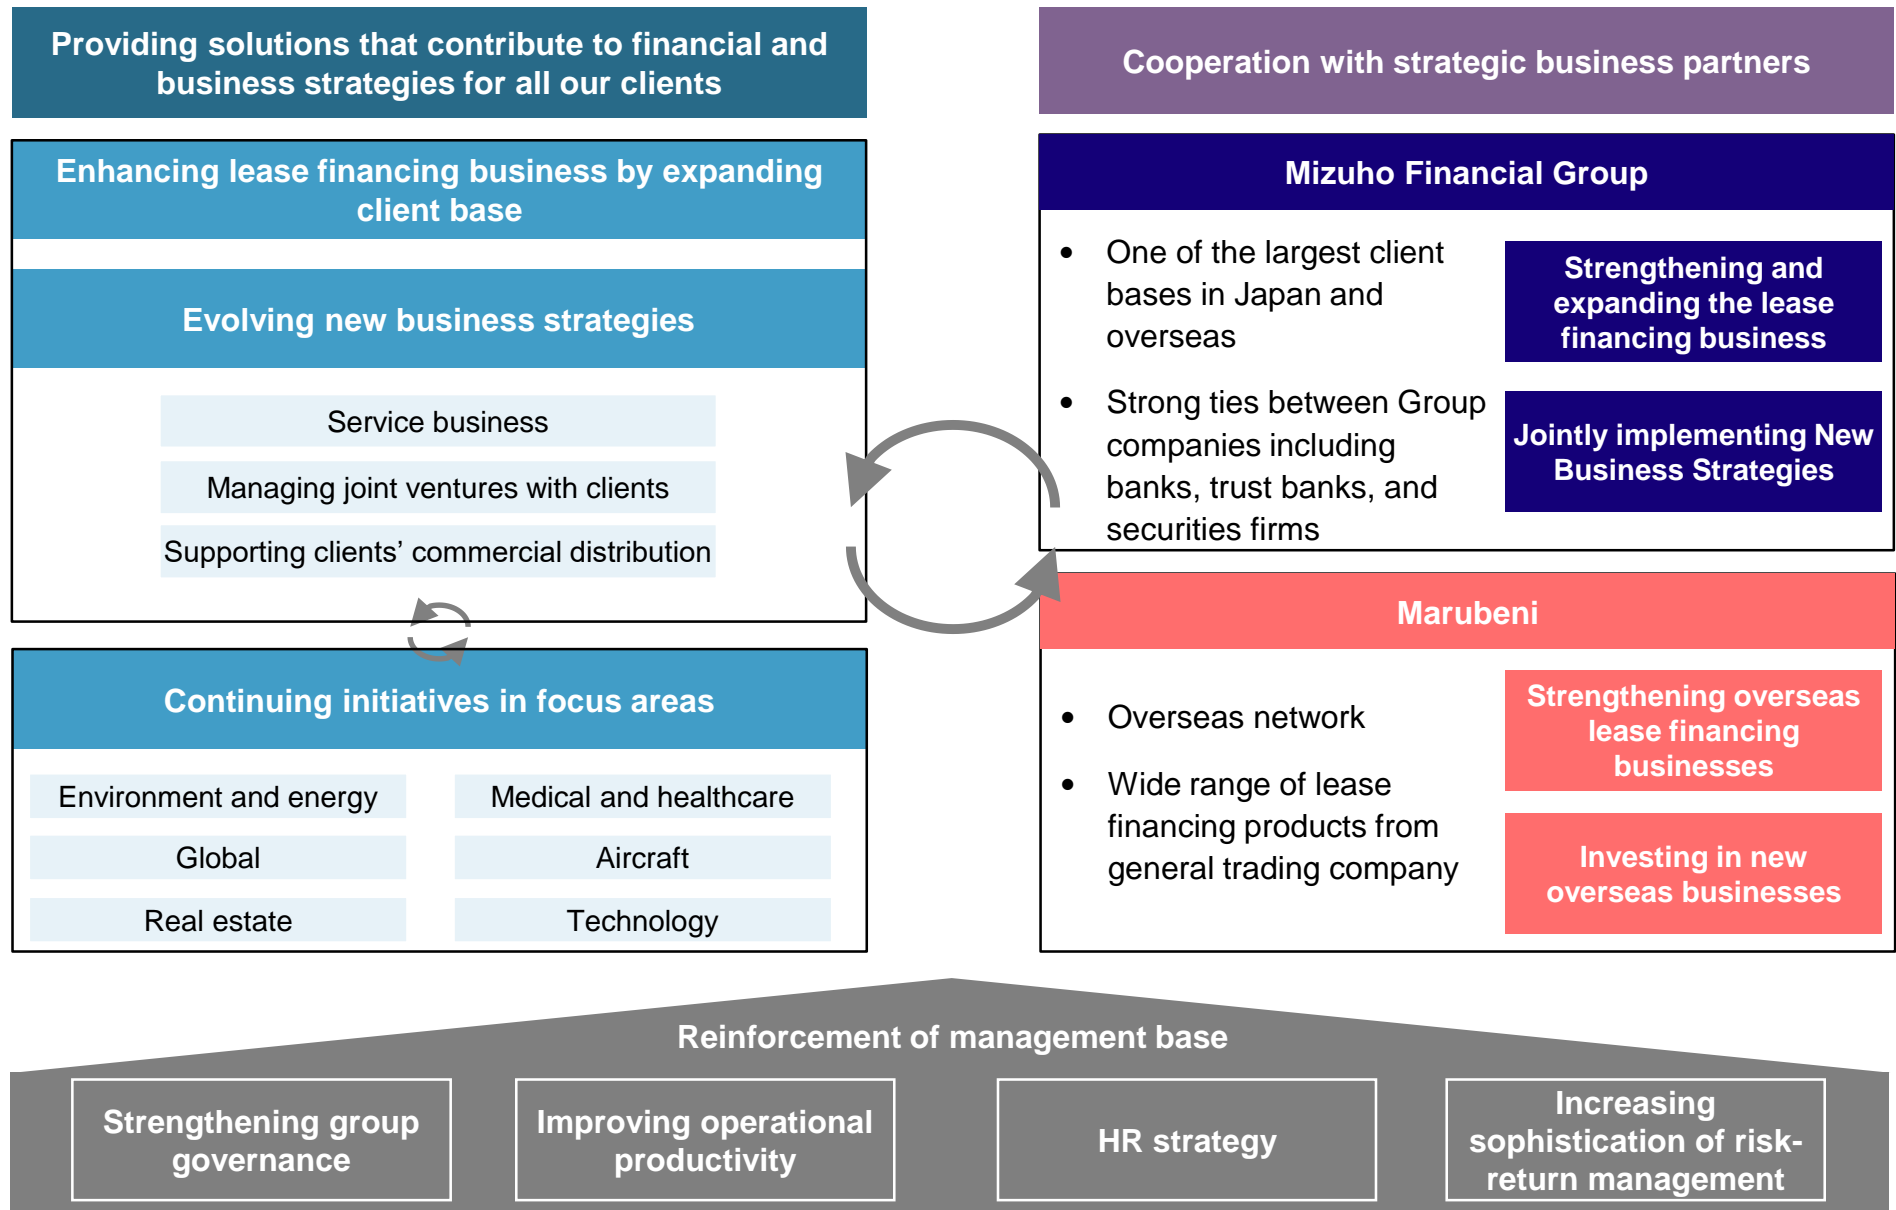 Providing solutions that contribute to financial and
business strategies for all our clients
Enhancing lease financing business by expanding
client base
Evolving new business strategies
Service business
Managing joint ventures with clients
Supporting clients’ commercial distribution
Continuing initiatives in focus areas
Environment and energy
Medical and healthcare
Global
Aircraft
Real estate
Technology
Cooperation with strategic business partners
Mizuho Financial Group
• One of the largest client
bases in Japan and
overseas
• Strong ties between Group
companies including
banks, trust banks, and
securities firms
Strengthening and
expanding the lease
financing business
Jointly implementing New
Business Strategies
Marubeni
• Overseas network
• Wide range of lease
financing products from
general trading company
Strengthening overseas
lease financing
businesses
Investing in new
overseas businesses
Reinforcement of management base
Strengthening group
governance
Improving operational
productivity
HR strategy
Increasing
sophistication of risk-
return management